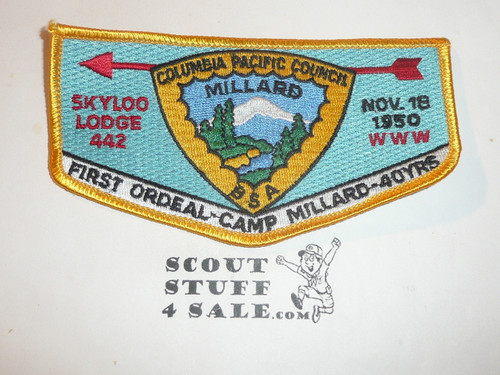 COLUMBIA PACIFIC COUNCIL
MILLARD
BSA
SKYLOO
LODGE
442
NOV. 18
1950
WWW
FIRST ORDEAL-CAMP MILLARD-40YRS
SCOUT
STUFF
4 SALE.COM